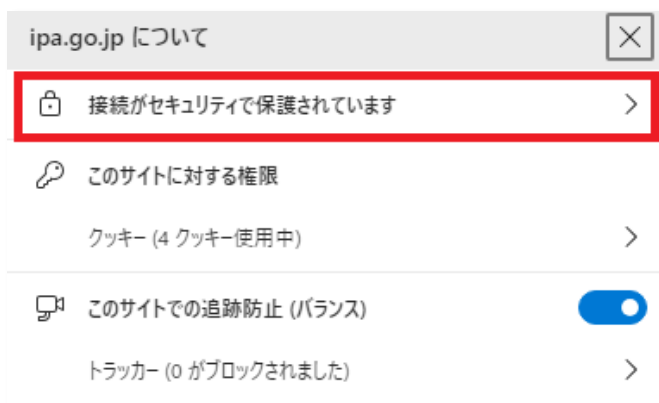 ipa.go.jp について
接続がセキュリティで保護されています
このサイトに対する権限
クッキー (4 クッキー使用中)
このサイトでの追跡防止 (バランス)
トラッカー (0 がブロックされました)